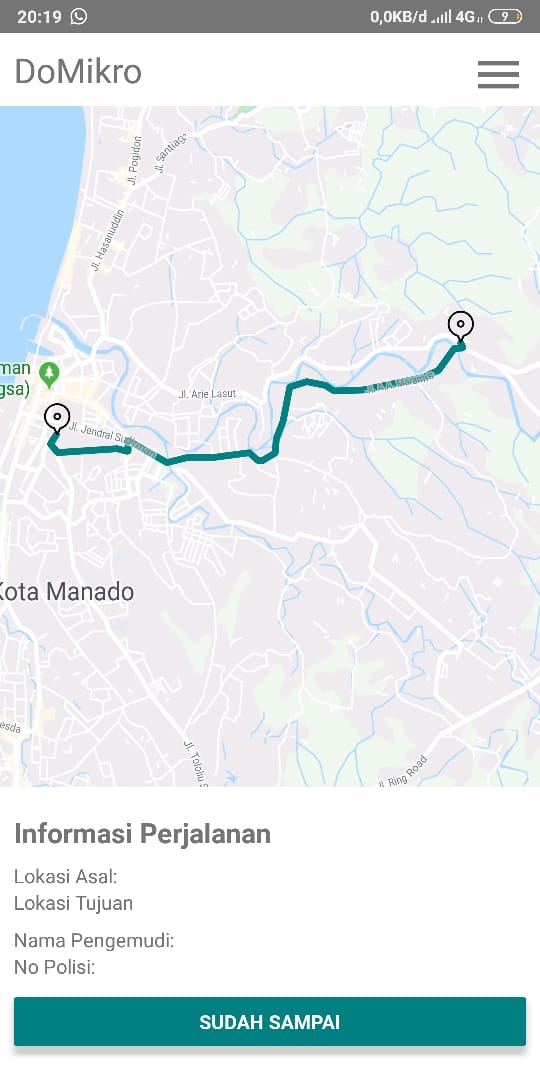 20:19
0,0KB/d
4G
9
DoMikro
Jl. Pogidon
Jl. Santiago
Jl. Hasanuddin
man
gsa)
Jl. Arie Lasut
Jl. A.A. Maramis
Jl. Jendral Sudirman
Kota Manado
esda
Jl. Tololiu S
Jl. Ring Road
Informasi Perjalanan
Lokasi Asal:
Lokasi Tujuan
Nama Pengemudi:
No Polisi:
SUDAH SAMPAI